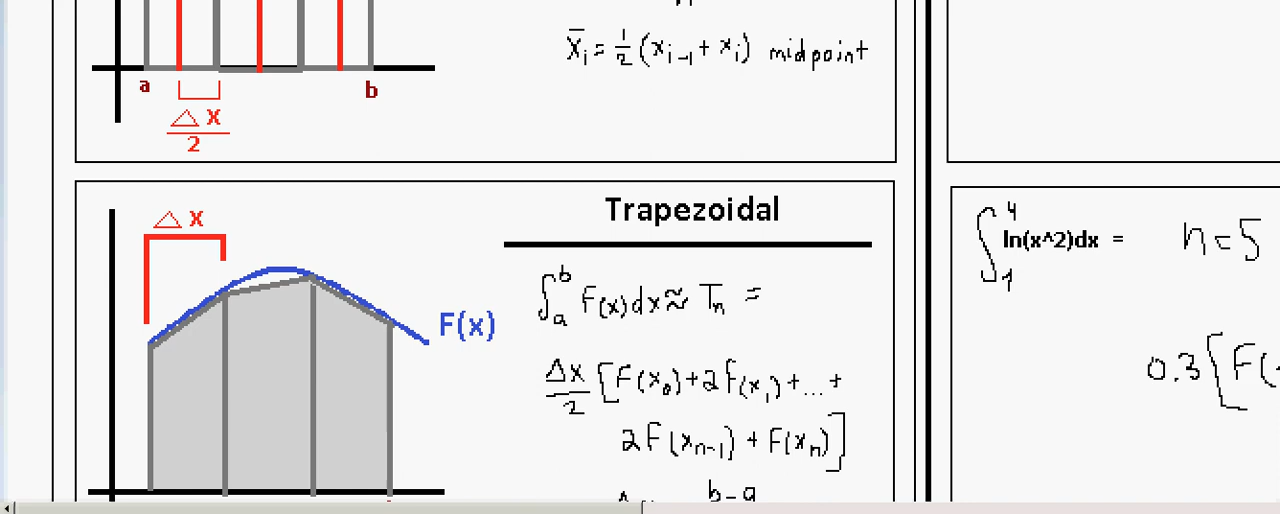 X̄ᵢ = 1/2 (xᵢ₋₁ + xᵢ) midpoint
a
b
△ X
2
Trapezoidal
△ X
∫ₐᵇ F(x)dx ≈ Tₙ =
F(x)
Δx/2 [F(x₀) + 2f(x₁) + ... +
2F(xₙ₋₁) + F(xₙ)]
b - a
∫₁⁴ ln(x^2)dx = n = 5
0.3[F(